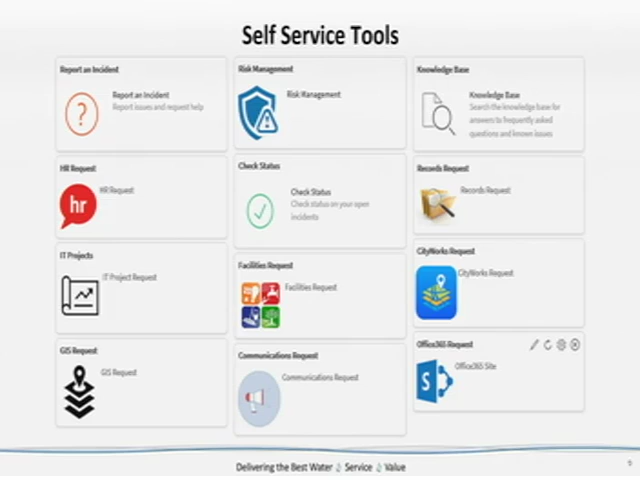 Self Service Tools
Report an Incident
Report an Incident
Report issues and request help
HR Request
hr
HR Request
IT Projects
IT Project Request
GIS Request
GIS Request
Risk Management
Risk Management
Check Status
Check Status
Check status on your open
incidents
Facilities Request
Facilities Request
Communications Request
Communications Request
Knowledge Base
Knowledge Base
Search the knowledge base for
answers to frequently asked
questions and known issues
Records Request
Records Request
CityWorks Request
CityWorks Request
Office365 Request
S
Office365 Site
Delivering the Best Water Service Value